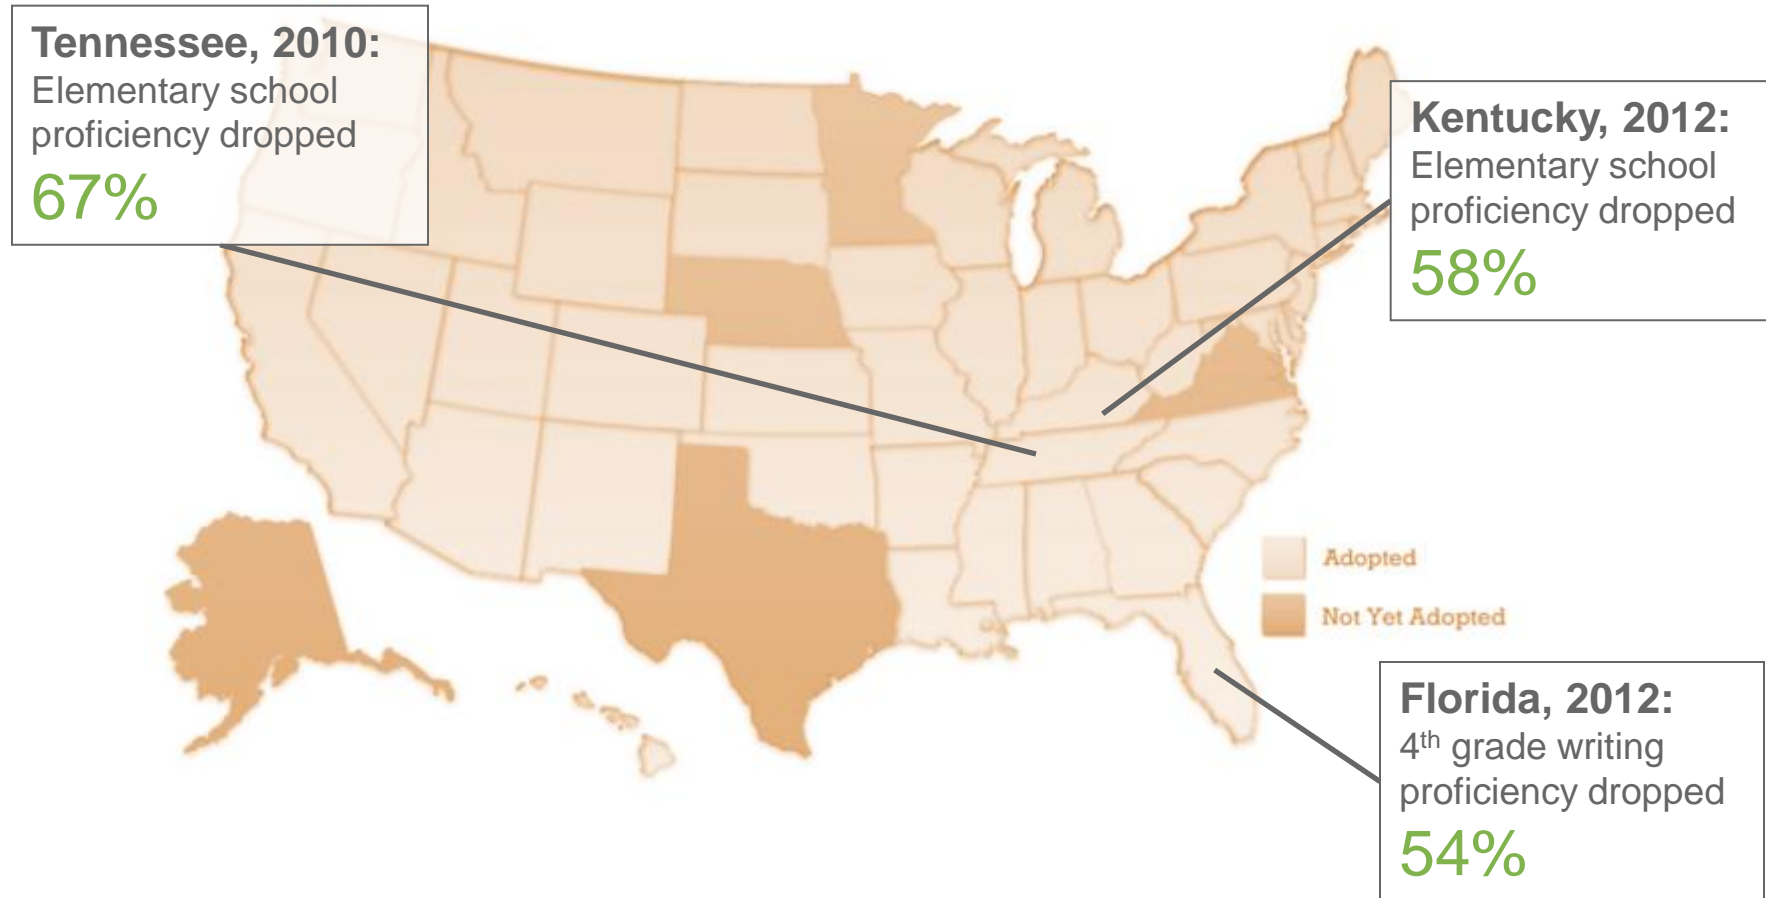 Tennessee, 2010:
Elementary school
proficiency dropped
67%
Kentucky, 2012:
Elementary school
proficiency dropped
58%
Adopted
Not Yet Adopted
Florida, 2012:
4th grade writing
proficiency dropped
54%